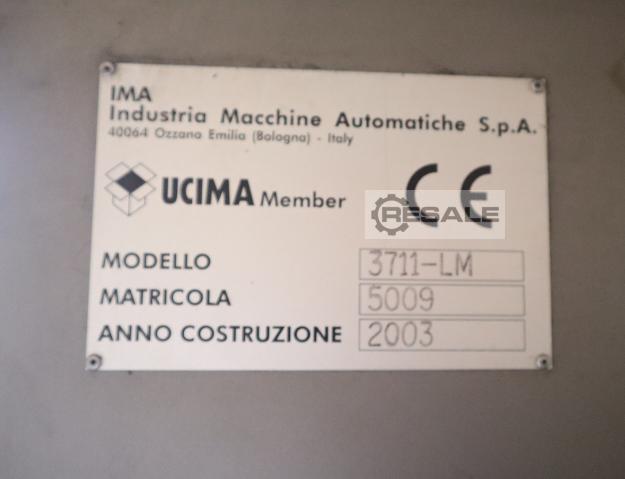 IMA
Industria Macchine Automatiche S.p.A.
40064 Ozzano Emilia (Bologna) - Italy
UCIMA Member CE
RESALE
MODELLO 3711-LM
MATRICOLA 5009
ANNO COSTRUZIONE 2003